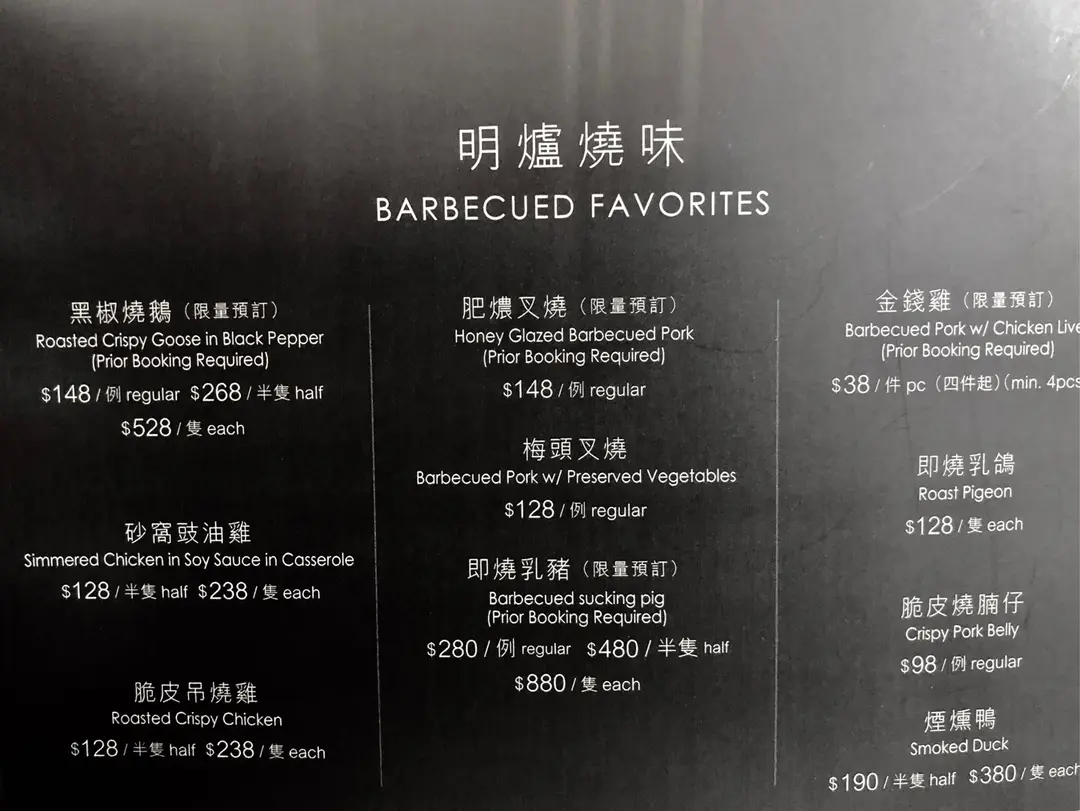 明爐燒味
BARBECUED FAVORITES
黑椒燒鵝（限量預訂）
Roasted Crispy Goose in Black Pepper
(Prior Booking Required)
$148 / 例 regular $268 / 半隻 half
$528 / 隻 each
砂窩豉油雞
Simmered Chicken in Soy Sauce in Casserole
$128 / 半隻 half $238 / 隻 each
脆皮吊燒雞
Roasted Crispy Chicken
$128 / 半隻 half $238 / 隻 each
肥燶叉燒（限量預訂）
Honey Glazed Barbecued Pork
(Prior Booking Required)
$148 / 例 regular
梅頭叉燒
Barbecued Pork w/ Preserved Vegetables
$128 / 例 regular
即燒乳豬（限量預訂）
Barbecued sucking pig
(Prior Booking Required)
$280 / 例 regular $480 / 半隻 half
$880 / 隻 each
金錢雞（限量預訂）
Barbecued Pork w/ Chicken Live
(Prior Booking Required)
$38 / 件 pc（四件起）(min. 4pcs
即燒乳鴿
Roast Pigeon
$128 / 隻 each
脆皮燒腩仔
Crispy Pork Belly
$98 / 例 regular
煙燻鴨
Smoked Duck
$190 / 半隻 half $380 / 隻 each